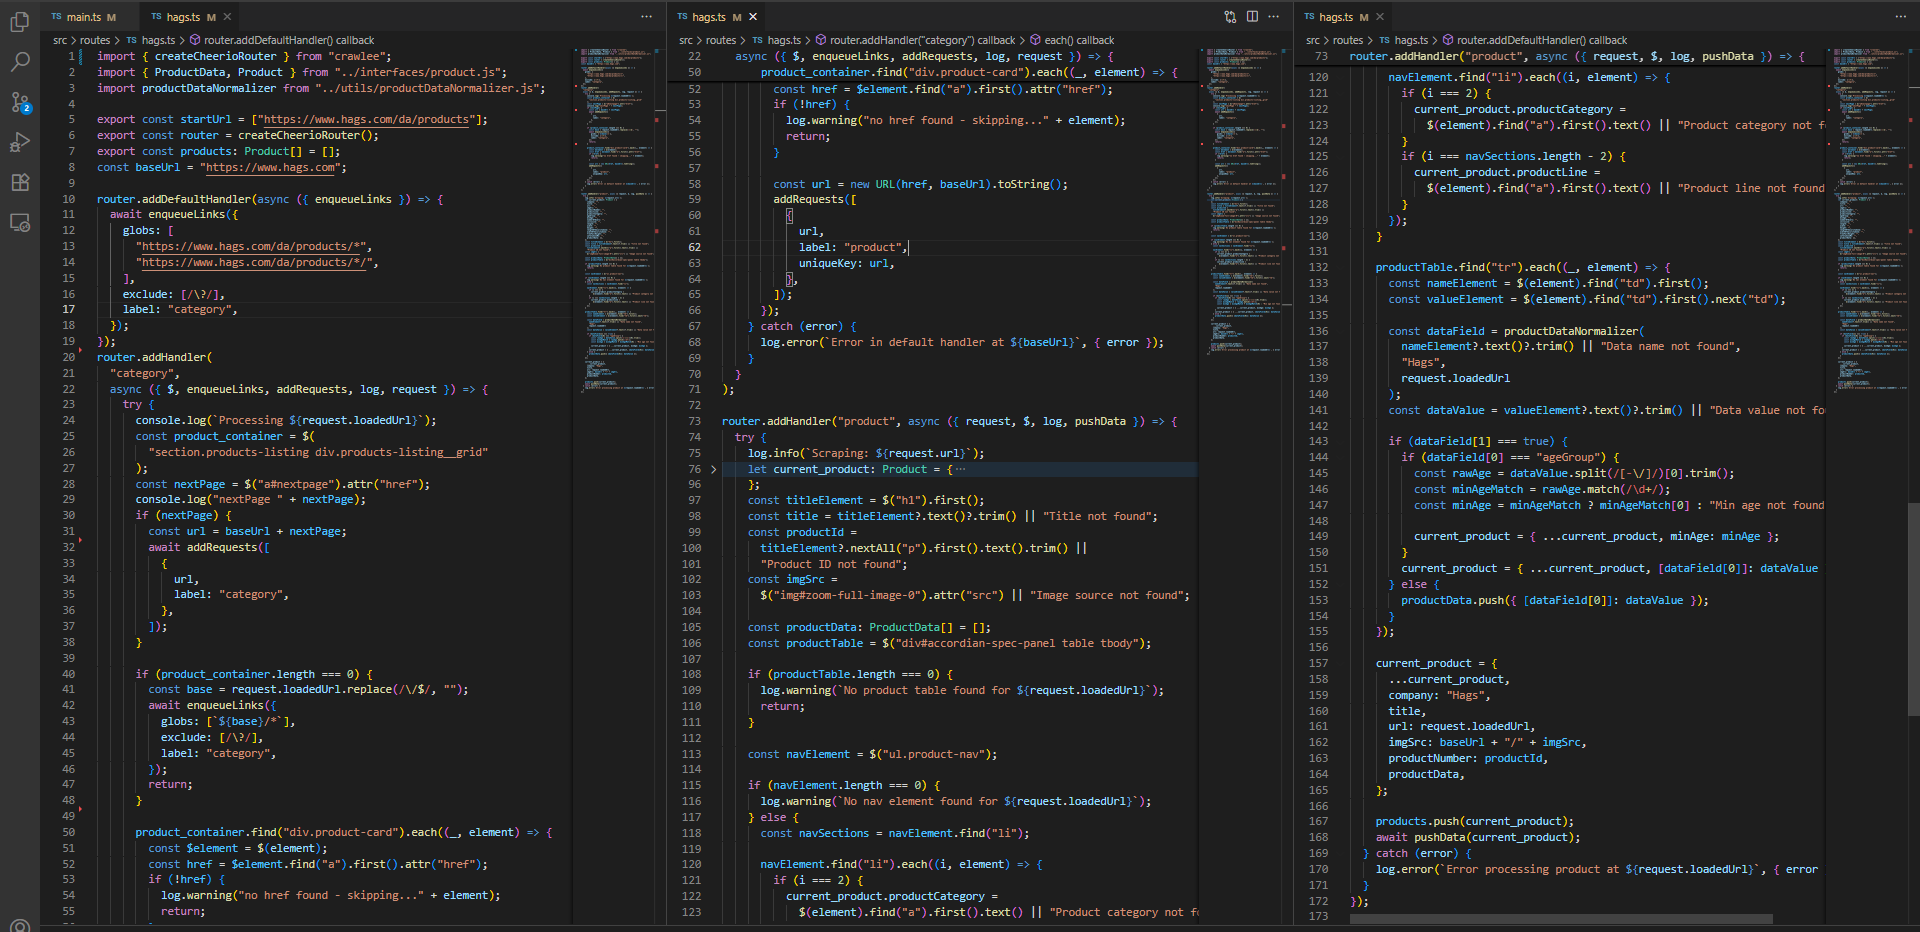 TS main.ts M
TS hags.ts M ×
src > routes > TS hags.ts > router.addDefaultHandler() callback
1 import { createCheerioRouter } from "crawlee";
2 import { ProductData, Product } from "../interfaces/product.js";
3 import productDataNormalizer from "../utils/productDataNormalizer.js";
4
5 export const startUrl = ["https://www.hags.com/da/products"];
6 export const router = createCheerioRouter();
7 export const products: Product[] = [];
8 const baseUrl = "https://www.hags.com";
9
10 router.addDefaultHandler(async ({ enqueueLinks }) => {
11 await enqueueLinks({
12 globs: [
13 "https://www.hags.com/da/products/*",
14 "https://www.hags.com/da/products/*/",
15 ],
16 exclude: [/\?/],
17 label: "category",
18 });
19 });
20 router.addHandler(
21 "category",
22 async ({ $, enqueueLinks, addRequests, log, request }) => {
23 try {
24 console.log(`Processing ${request.loadedUrl}`);
25 const product_container = $(
26 "section.products-listing div.products-listing__grid"
27 );
28 const nextPage = $("a#nextpage").attr("href");
29 console.log("nextPage " + nextPage);
30 if (nextPage) {
31 const url = baseUrl + nextPage;
32 await addRequests([
33 {
34 url,
35 label: "category",
36 },
37 ]);
38 }
39
40 if (product_container.length === 0) {
41 const base = request.loadedUrl.replace(/\/$/, "");
42 await enqueueLinks({
43 globs: [`${base}/*`],
44 exclude: [/\?/],
45 label: "category",
46 });
47 return;
48 }
49
50 product_container.find("div.product-card").each((_, element) => {
51 const $element = $(element);
52 const href = $element.find("a").first().attr("href");
53 if (!href) {
54 log.warning("no href found - skipping..." + element);
55 return;
2
TS hags.ts M ×
src > routes > TS hags.ts > router.addHandler("category") callback > each() callback
22 async ({ $, enqueueLinks, addRequests, log, request }) => {
50 product_container.find("div.product-card").each((_, element) => {
52 const href = $element.find("a").first().attr("href");
53 if (!href) {
54 log.warning("no href found - skipping..." + element);
55 return;
56 }
57
58 const url = new URL(href, baseUrl).toString();
59 addRequests([
60 {
61 url,
62 label: "product",
63 uniqueKey: url,
64 },
65 ]);
66 });
67 } catch (error) {
68 log.error(`Error in default handler at ${baseUrl}`, { error });
69 }
70 }
71 );
72
73 router.addHandler("product", async ({ request, $, log, pushData }) => {
74 try {
75 log.info(`Scraping: ${request.url}`);
76 let current_product: Product = {···
96 };
97 const titleElement = $("h1").first();
98 const title = titleElement?.text()?.trim() || "Title not found";
99 const productId =
100 titleElement?.nextAll("p").first().text().trim() ||
101 "Product ID not found";
102 const imgSrc =
103 $("img#zoom-full-image-0").attr("src") || "Image source not found";
104
105 const productData: ProductData[] = [];
106 const productTable = $("div#accordian-spec-panel table tbody");
107
108 if (productTable.length === 0) {
109 log.warning(`No product table found for ${request.loadedUrl}`);
110 return;
111 }
112
113 const navElement = $("ul.product-nav");
114
115 if (navElement.length === 0) {
116 log.warning(`No nav element found for ${request.loadedUrl}`);
117 } else {
118 const navSections = navElement.find("li");
119
120 navElement.find("li").each((i, element) => {
121 if (i === 2) {
122 current_product.productCategory =
123 $(element).find("a").first().text() || "Product category not f
TS hags.ts M ×
src > routes > TS hags.ts > router.addDefaultHandler() callback
73 router.addHandler("product", async ({ request, $, log, pushData }) => {
120 navElement.find("li").each((i, element) => {
121 if (i === 2) {
122 current_product.productCategory =
123 $(element).find("a").first().text() || "Product category not f
124 }
125 if (i === navSections.length - 2) {
126 current_product.productLine =
127 $(element).find("a").first().text() || "Product line not found
128 }
129 });
130 }
131
132 productTable.find("tr").each((_, element) => {
133 const nameElement = $(element).find("td").first();
134 const valueElement = $(element).find("td").first().next("td");
135
136 const dataField = productDataNormalizer(
137 nameElement?.text()?.trim() || "Data name not found",
138 "Hags",
139 request.loadedUrl
140 );
141 const dataValue = valueElement?.text()?.trim() || "Data value not fo
142
143 if (dataField[1] === true) {
144 if (dataField[0] === "ageGroup") {
145 const rawAge = dataValue.split(/[-\/]/)[0].trim();
146 const minAgeMatch = rawAge.match(/\d+/);
147 const minAge = minAgeMatch ? minAgeMatch[0] : "Min age not found
148
149 current_product = { ...current_product, minAge: minAge };
150 }
151 current_product = { ...current_product, [dataField[0]]: dataValue
152 } else {
153 productData.push({ [dataField[0]]: dataValue });
154 }
155 });
156
157 current_product = {
158 ...current_product,
159 company: "Hags",
160 title,
161 url: request.loadedUrl,
162 imgSrc: baseUrl + "/" + imgSrc,
163 productNumber: productId,
164 productData,
165 };
166
167 products.push(current_product);
168 await pushData(current_product);
169 } catch (error) {
170 log.error(`Error processing product at ${request.loadedUrl}`, { error
171 }
172 });
173